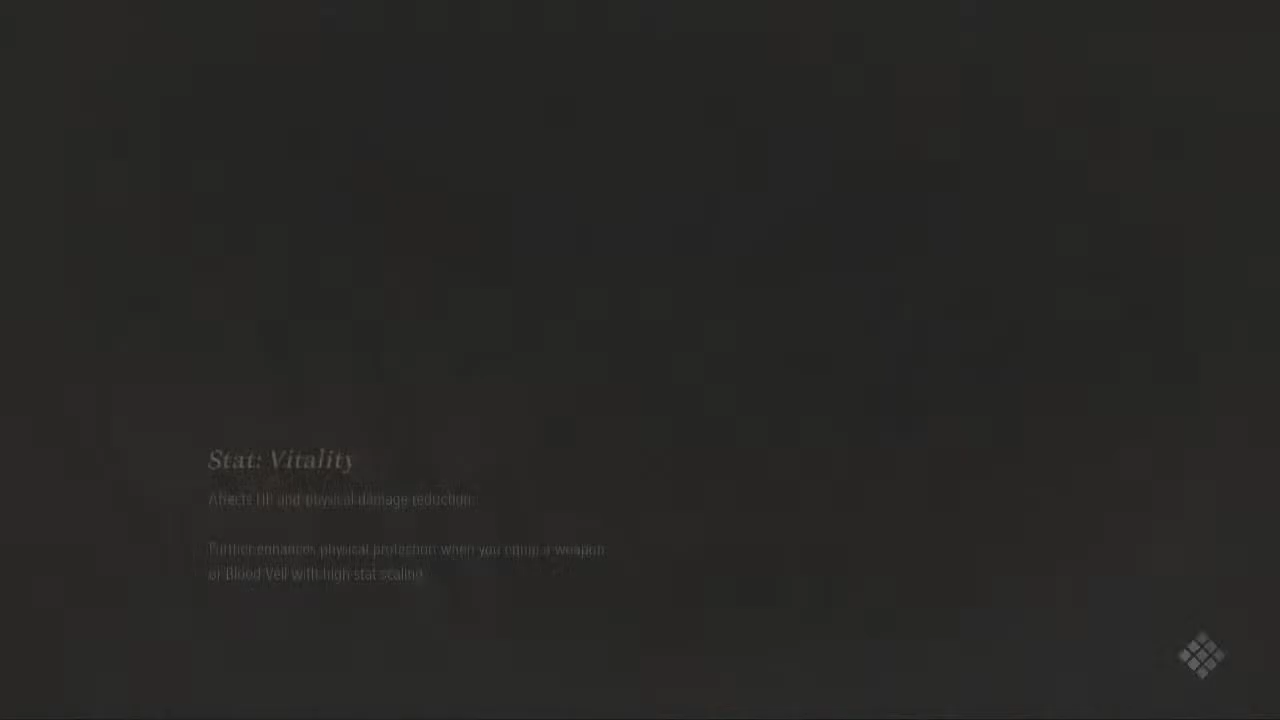 Stat: Vitality
Affects HP and physical damage reduction.
Further enhances physical protection when you equip a weapon
or Blood Veil with high stat scaling.